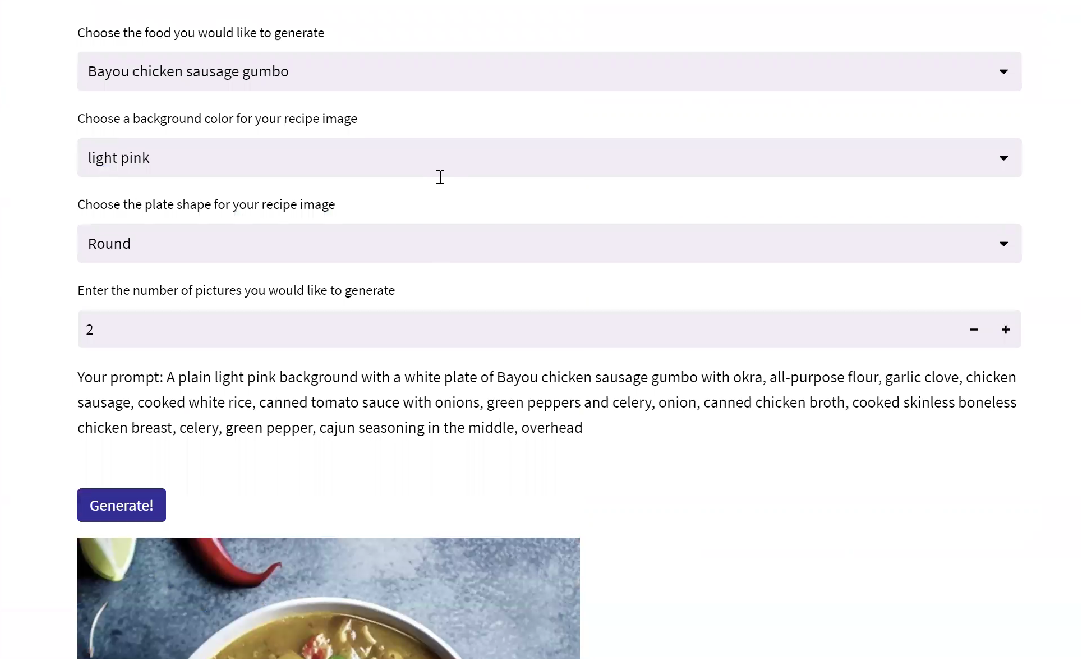 Choose the food you would like to generate
Bayou chicken sausage gumbo
Choose a background color for your recipe image
light pink
Choose the plate shape for your recipe image
Round
Enter the number of pictures you would like to generate
2
Your prompt: A plain light pink background with a white plate of Bayou chicken sausage gumbo with okra, all-purpose flour, garlic clove, chicken
sausage, cooked white rice, canned tomato sauce with onions, green peppers and celery, onion, canned chicken broth, cooked skinless boneless
chicken breast, celery, green pepper, cajun seasoning in the middle, overhead
Generate!